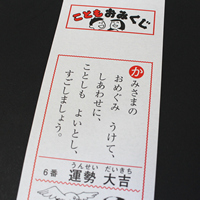 こどもおみくじ
かみさまの
おめぐみ うけて、
しあわせに、
ことしも よいとし、
すごしましょう。
うんせい だいきち
6番 運勢 大吉